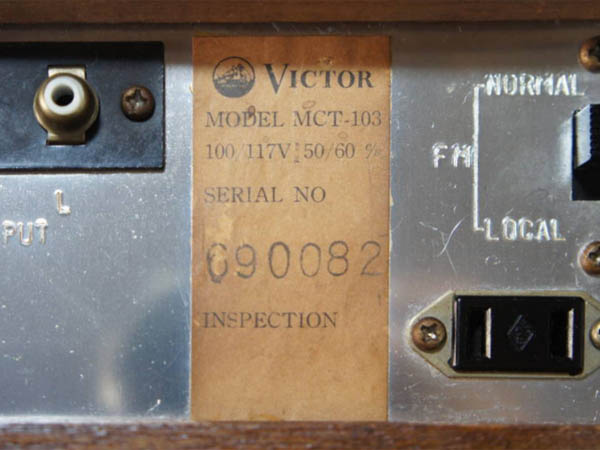 VICTOR
MODEL MCT-103
100/117V 50/60 %
SERIAL NO
690082
INSPECTION
L
PUT
NORMAL
FM
LOCAL